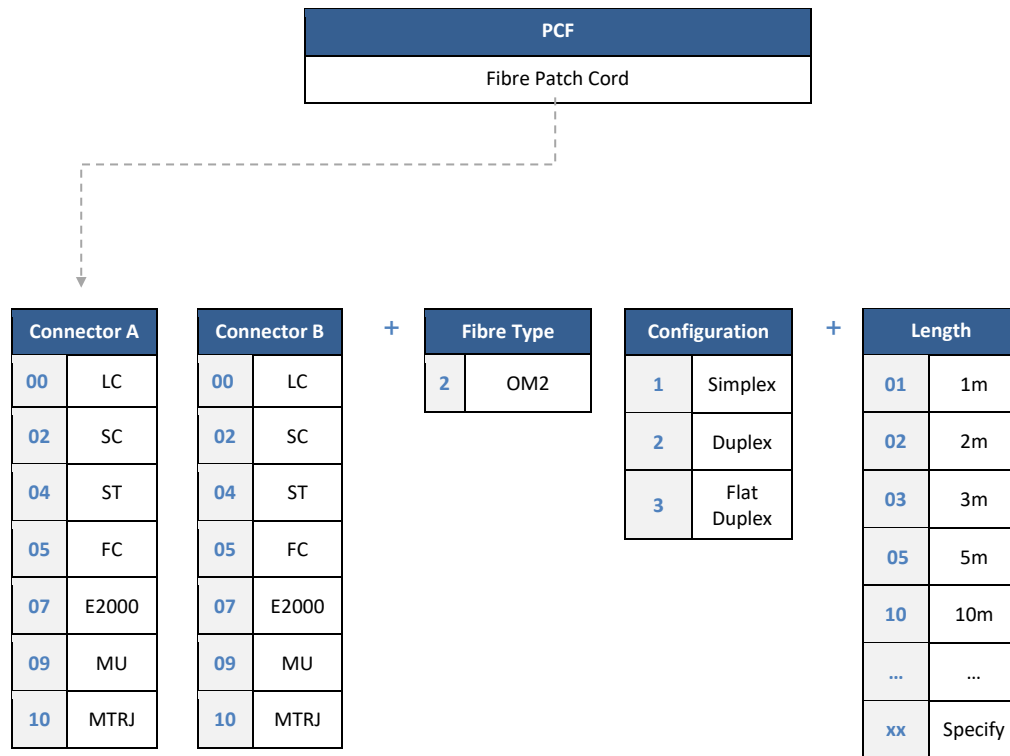 PCF
Fibre Patch Cord
Connector A
00 LC
02 SC
04 ST
05 FC
07 E2000
09 MU
10 MTRJ
Connector B
00 LC
02 SC
04 ST
05 FC
07 E2000
09 MU
10 MTRJ
+
Fibre Type
2 OM2
Configuration
1 Simplex
2 Duplex
3 Flat
Duplex
+
Length
01 1m
02 2m
03 3m
05 5m
10 10m
... ...
xx Specify